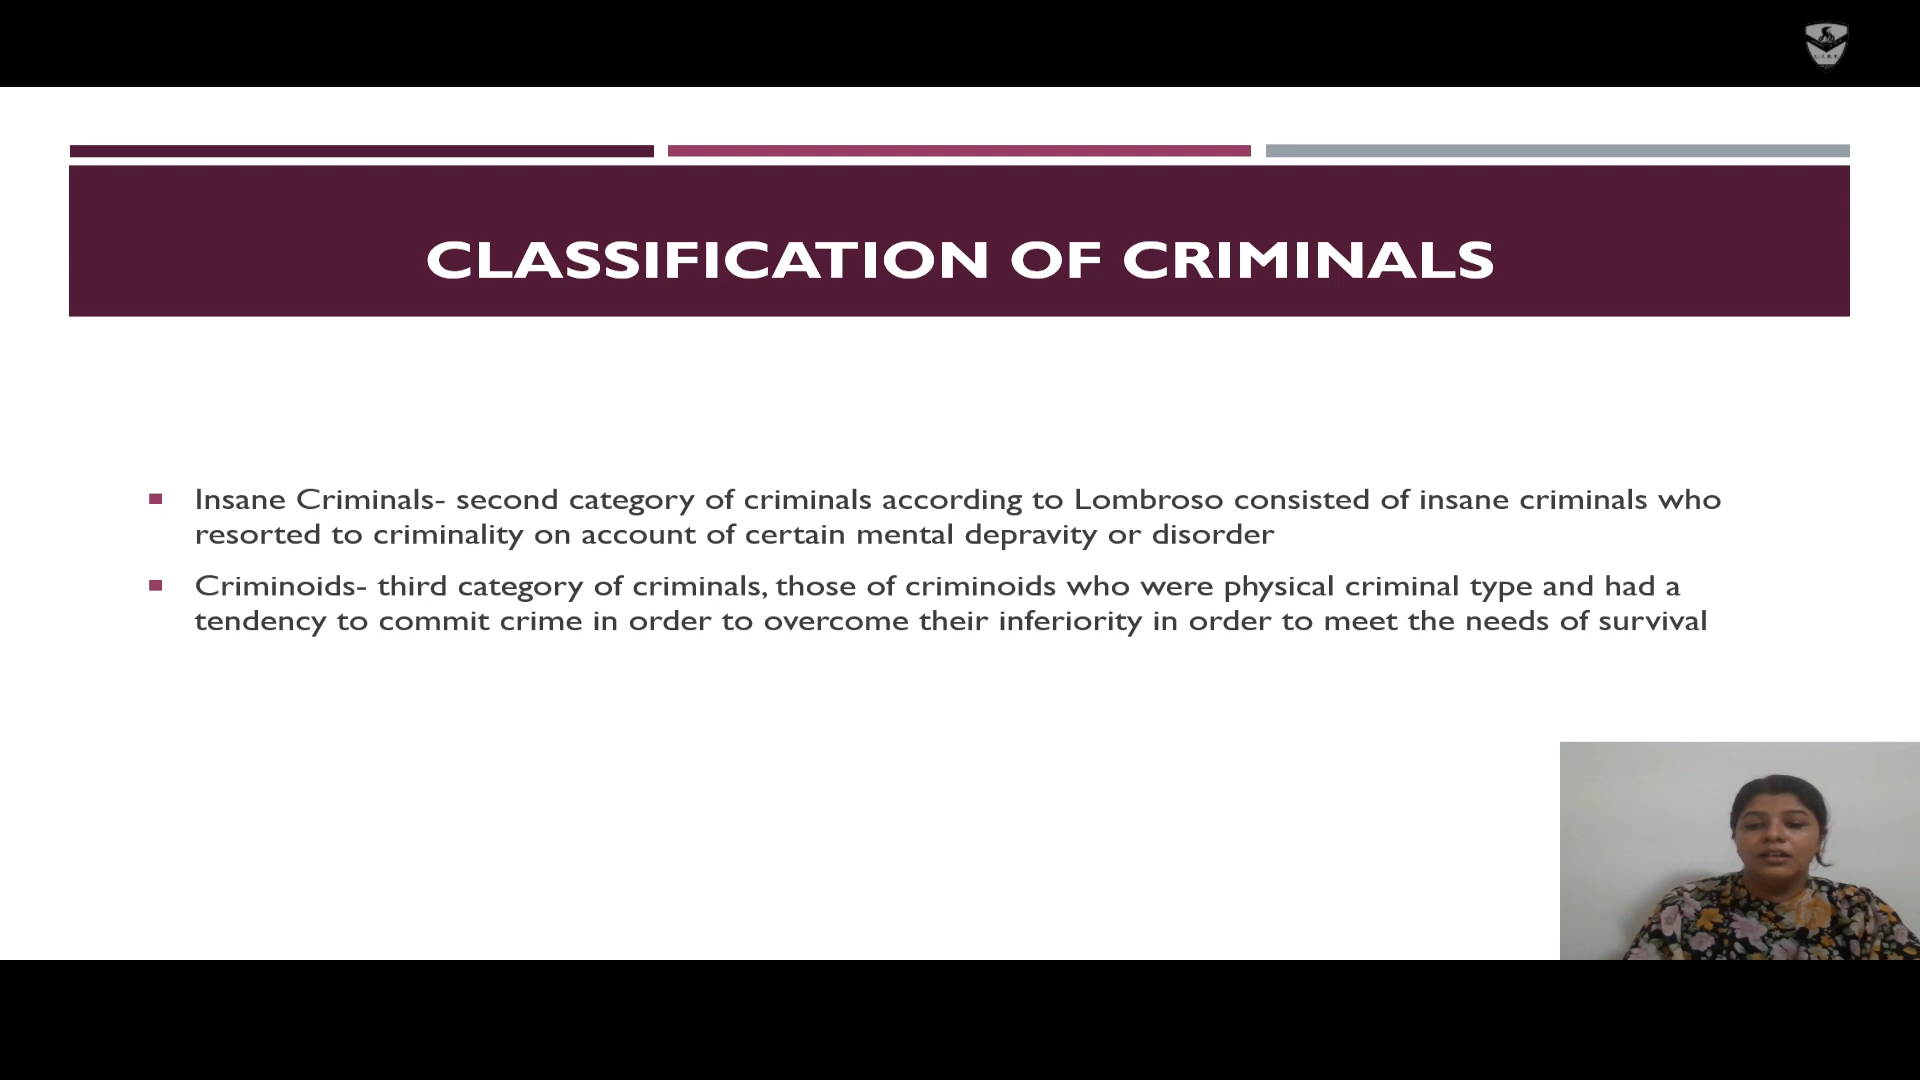 CLASSIFICATION OF CRIMINALS
Insane Criminals- second category of criminals according to Lombroso consisted of insane criminals who
resorted to criminality on account of certain mental depravity or disorder
Criminoids- third category of criminals, those of criminoids who were physical criminal type and had a
tendency to commit crime in order to overcome their inferiority in order to meet the needs of survival